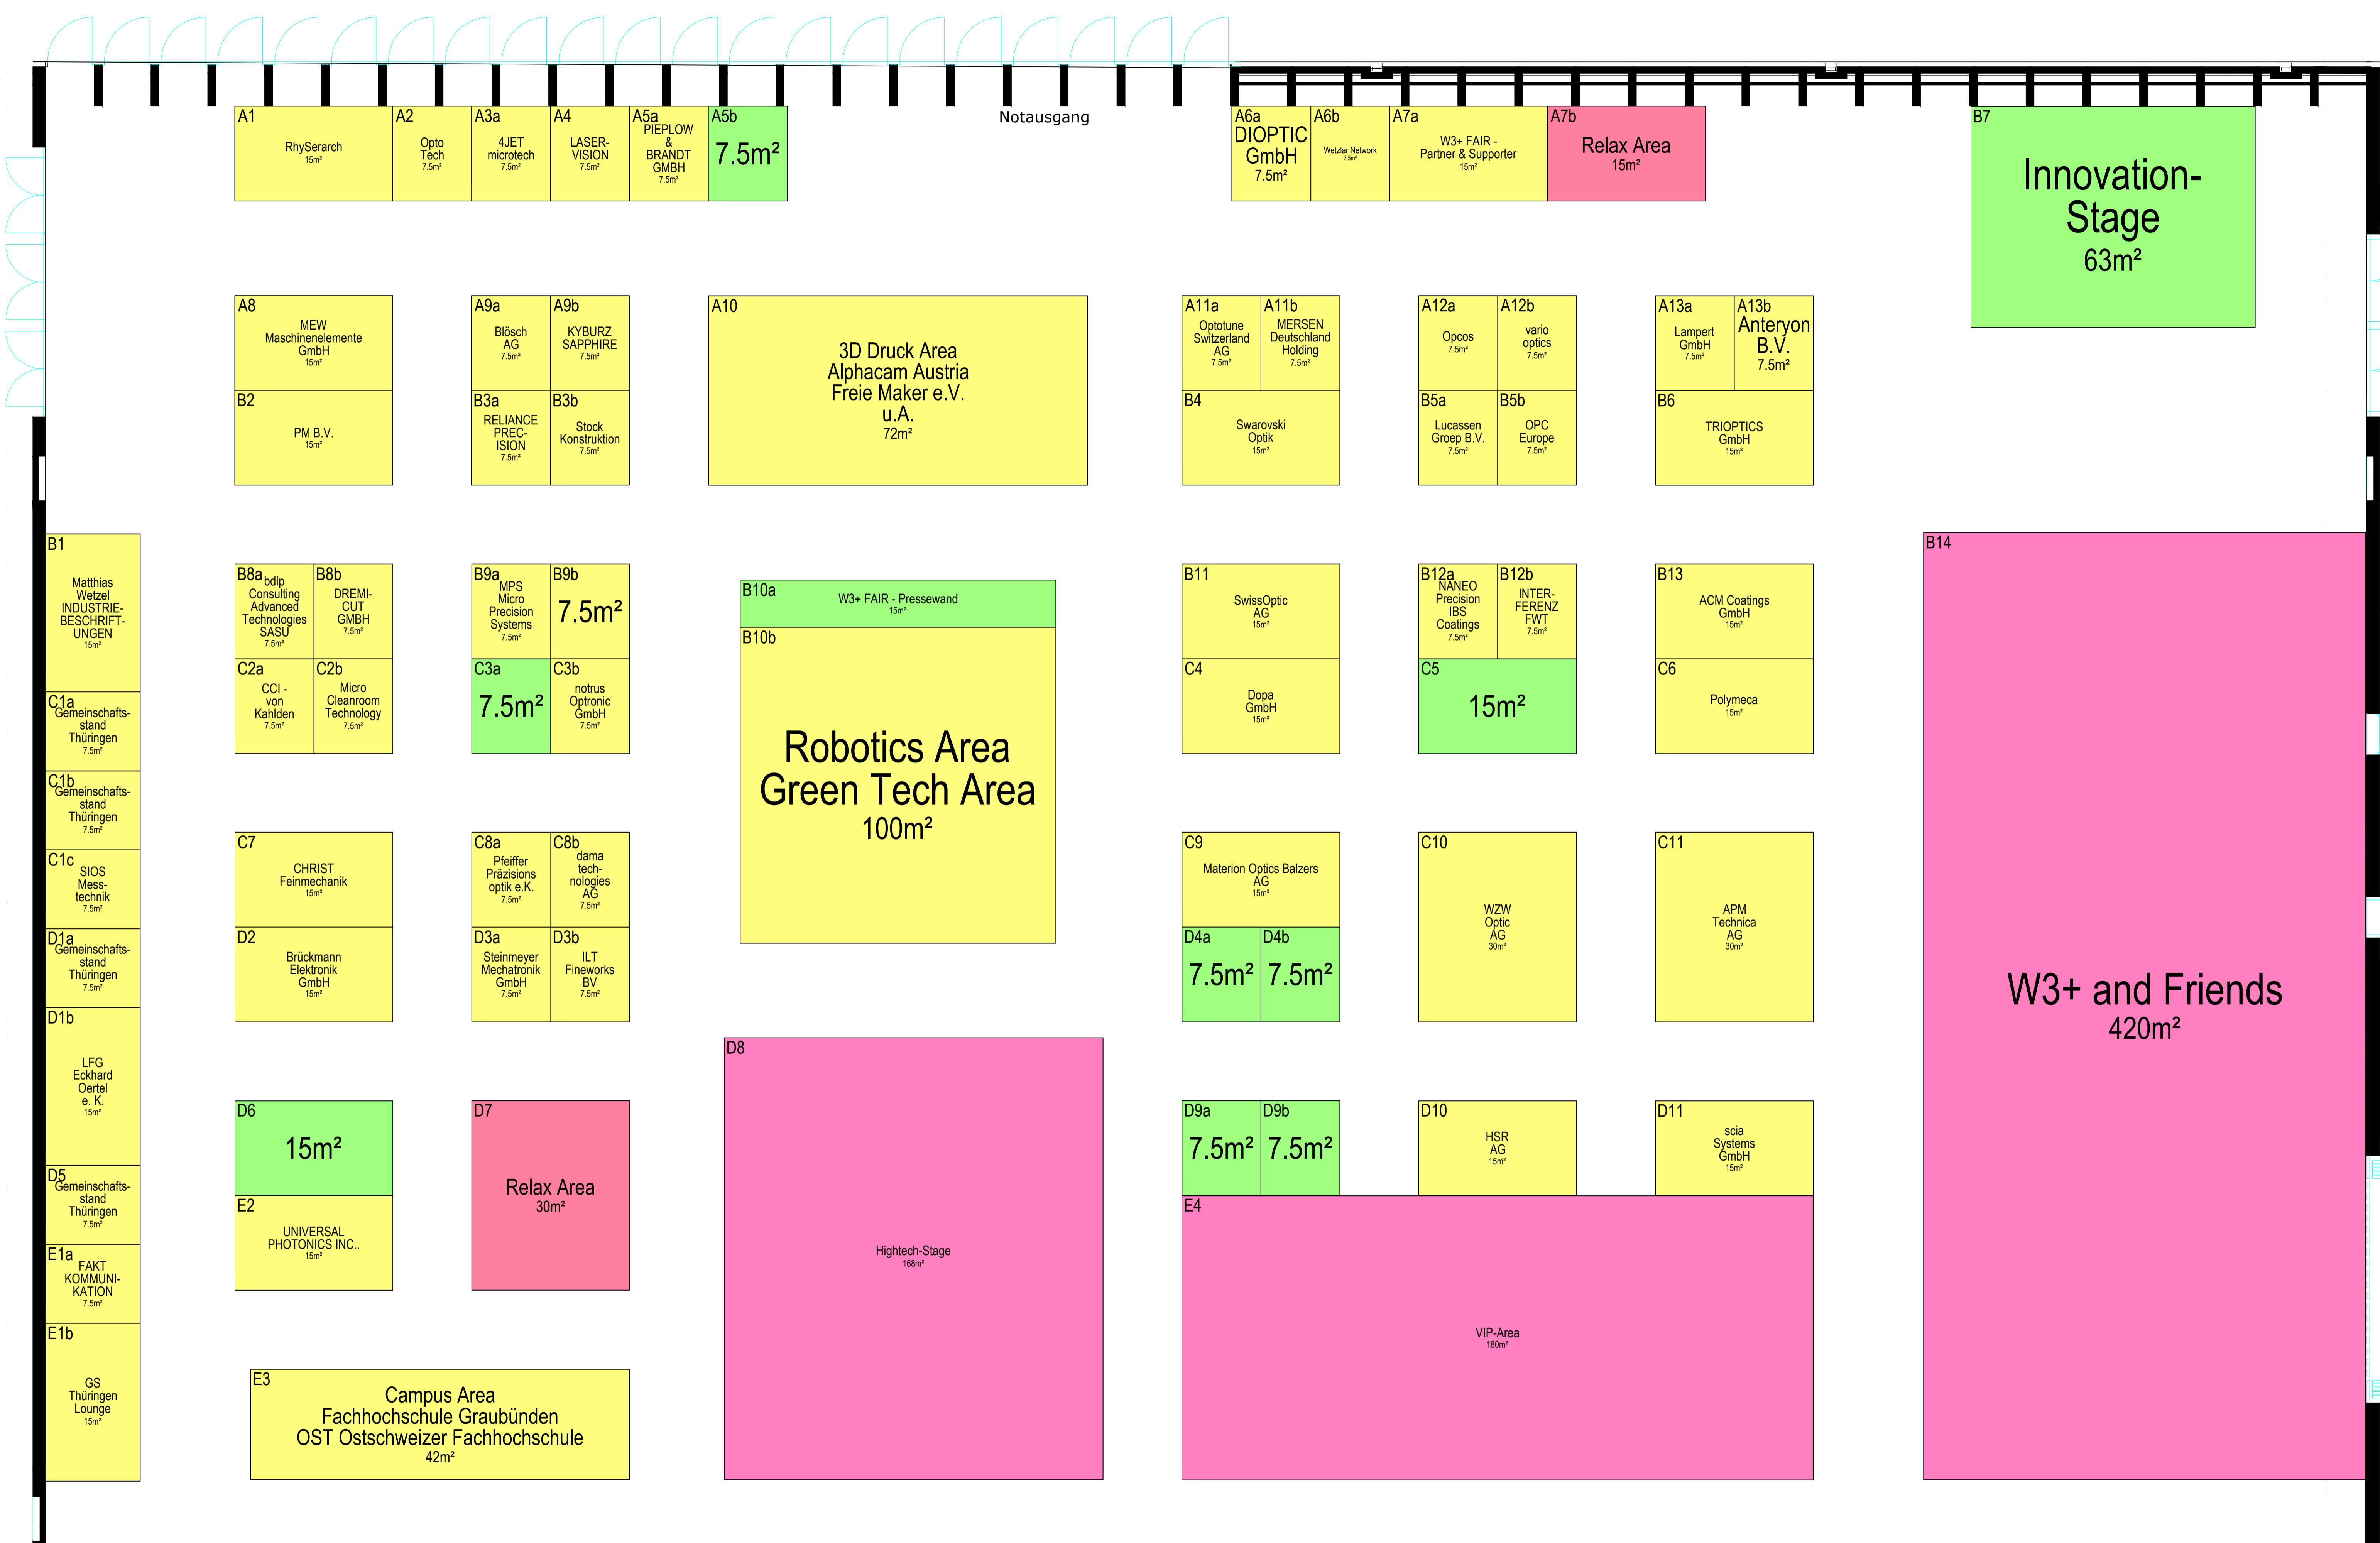 Notausgang
A1
RhySerarch
15m²
A2
Opto
Tech
7.5m²
A3a
4JET
microtech
7.5m²
A4
LASER-
VISION
7.5m²
A5a
PIEPLOW
&
BRANDT
GMBH
7.5m²
A5b
7.5m²
A6a
DIOPTIC
GmbH
7.5m²
A6b
Wetzlar Network
7.5m²
A7a
W3+ FAIR -
Partner & Supporter
15m²
A7b
Relax Area
15m²
B7
Innovation-
Stage
63m²
A8
MEW
Maschinenelemente
GmbH
15m²
A9a
Blösch
AG
7.5m²
A9b
KYBURZ
SAPPHIRE
7.5m²
A10
3D Druck Area
Alphacam Austria
Freie Maker e.V.
u.A.
72m²
A11a
Optotune
Switzerland
AG
7.5m²
A11b
MERSEN
Deutschland
Holding
7.5m²
A12a
Opcos
7.5m²
A12b
vario
optics
7.5m²
A13a
Lampert
GmbH
7.5m²
A13b
Anteryon
B.V.
7.5m²
B2
PM B.V.
15m²
B3a
RELIANCE
PREC-
ISION
7.5m²
B3b
Stock
Konstruktion
7.5m²
B4
Swarovski
Optik
15m²
B5a
Lucassen
Groep B.V.
7.5m²
B5b
OPC
Europe
7.5m²
B6
TRIOPTICS
GmbH
15m²
B1
Matthias
Wetzel
INDUSTRIE-
BESCHRIFT-
UNGEN
15m²
B8a
bdlp
Consulting
Advanced
Technologies
SASU
7.5m²
B8b
DREMI-
CUT
GMBH
7.5m²
B9a
MPS
Micro
Precision
Systems
7.5m²
B9b
7.5m²
B10a
W3+ FAIR - Pressewand
15m²
B10b
Robotics Area
Green Tech Area
100m²
B11
SwissOptic
AG
15m²
B12a
NANEO
Precision
IBS
Coatings
7.5m²
B12b
INTER-
FERENZ
FWT
7.5m²
B13
ACM Coatings
GmbH
15m²
B14
W3+ and Friends
420m²
C1a
Gemeinschafts-
stand
Thüringen
7.5m²
C2a
CCI -
von
Kahlden
7.5m²
C2b
Micro
Cleanroom
Technology
7.5m²
C3a
7.5m²
C3b
notrus
Optronic
GmbH
7.5m²
C4
Dopa
GmbH
15m²
C5
15m²
C6
Polymeca
15m²
C1b
Gemeinschafts-
stand
Thüringen
7.5m²
C1c
SIOS
Mess-
technik
7.5m²
C7
CHRIST
Feinmechanik
15m²
C8a
Pfeiffer
Präzisions
optik e.K.
7.5m²
C8b
dama
tech-
nologies
AG
7.5m²
C9
Materion Optics Balzers
AG
15m²
C10
WZW
Optic
AG
30m²
C11
APM
Technica
AG
30m²
D1a
Gemeinschafts-
stand
Thüringen
7.5m²
D2
Brückmann
Elektronik
GmbH
15m²
D3a
Steinmeyer
Mechatronik
GmbH
7.5m²
D3b
ILT
Fineworks
BV
7.5m²
D4a
7.5m²
D4b
7.5m²
D1b
LFG
Eckhard
Oertel
e. K.
15m²
D8
Hightech-Stage
168m²
D6
15m²
D7
Relax Area
30m²
D9a
7.5m²
D9b
7.5m²
D10
HSR
AG
15m²
D11
scia
Systems
GmbH
15m²
D5
Gemeinschafts-
stand
Thüringen
7.5m²
E2
UNIVERSAL
PHOTONICS INC..
15m²
E4
VIP-Area
180m²
E1a
FAKT
KOMMUNI-
KATION
7.5m²
E1b
GS
Thüringen
Lounge
15m²
E3
Campus Area
Fachhochschule Graubünden
OST Ostschweizer Fachhochschule
42m²